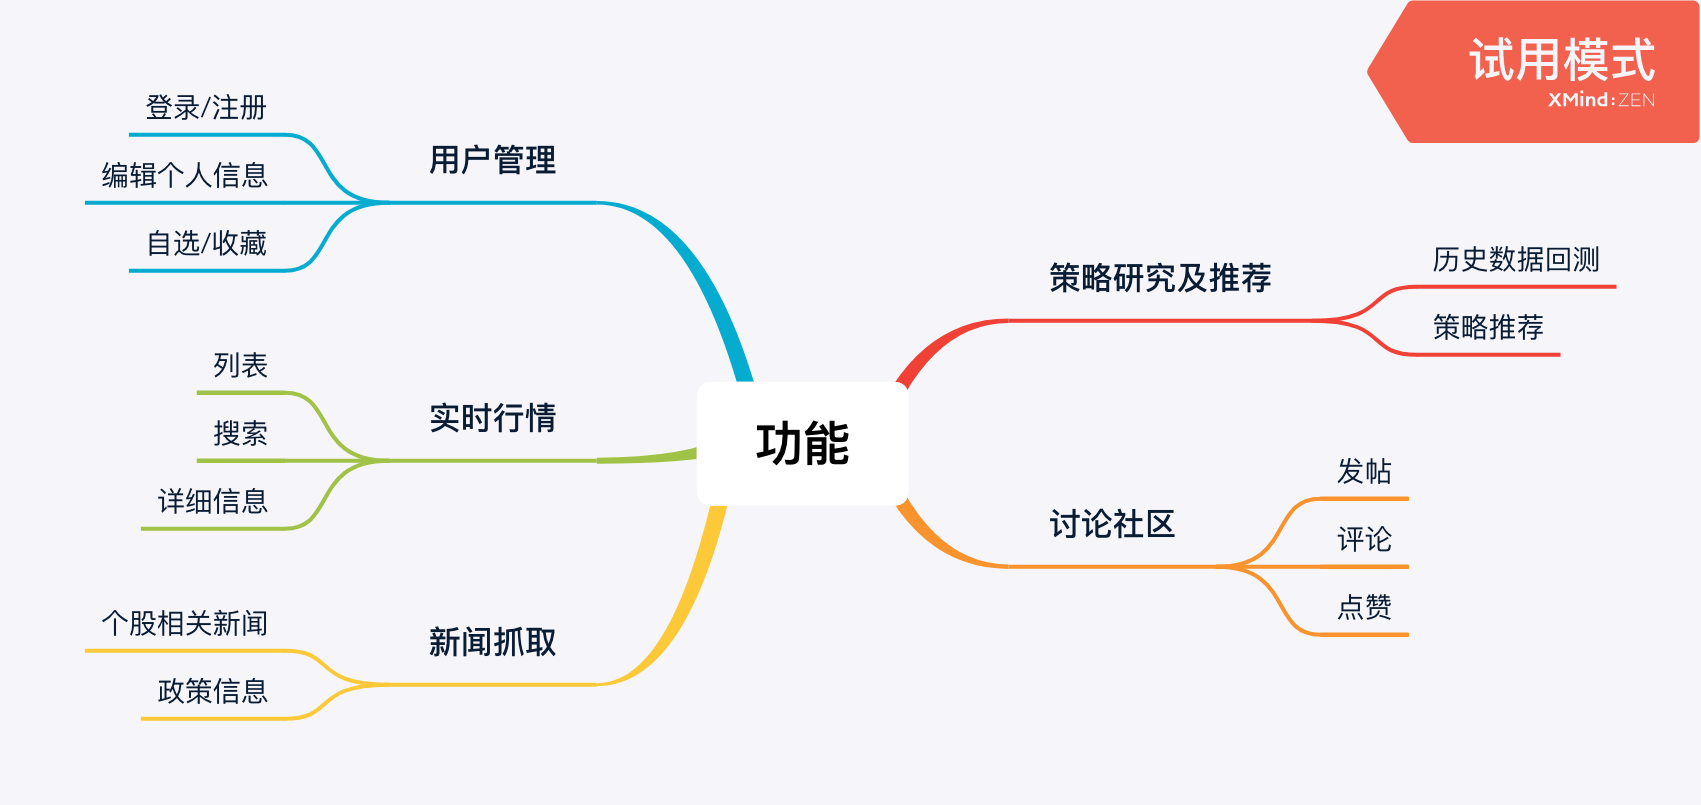 试用模式
XMind:ZEN
功能
用户管理
登录/注册
编辑个人信息
自选/收藏
实时行情
列表
搜索
详细信息
新闻抓取
个股相关新闻
政策信息
策略研究及推荐
历史数据回测
策略推荐
讨论社区
发帖
评论
点赞